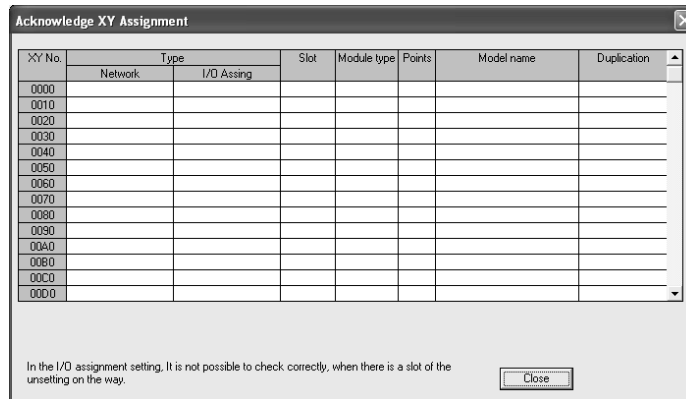 Acknowledge XY Assignment
XY No. Type Slot Module type Points Model name Duplication
Network I/O Assing
0000
0010
0020
0030
0040
0050
0060
0070
0080
0090
00A0
00B0
00C0
00D0
In the I/O assignment setting, It is not possible to check correctly, when there is a slot of the
unsetting on the way.
Close